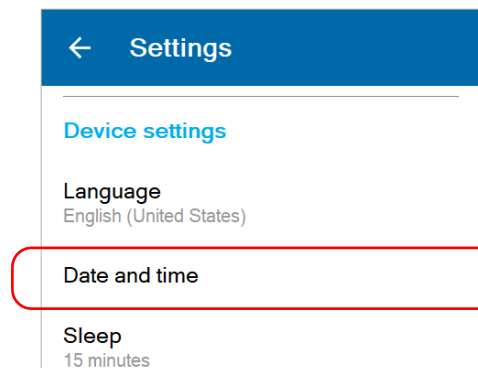 Settings
Device settings
Language
English (United States)
Date and time
Sleep
15 minutes